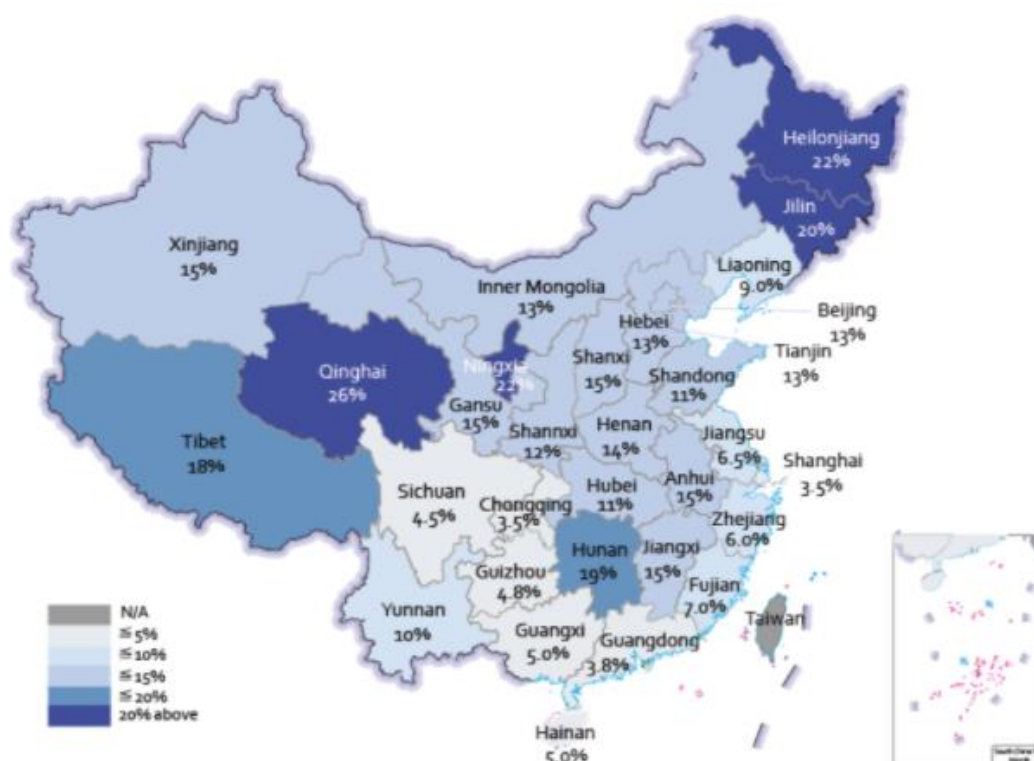 Heilonjiang
22%
Jilin
20%
Xinjiang
15%
Liaoning
9.0%
Inner Mongolia
13%
Beijing
13%
Hebei
13%
Tianjin
13%
Qinghai
26%
Ningxia
22%
Shanxi
15%
Shandong
11%
Gansu
15%
Shannxi
12%
Henan
14%
Jiangsu
6.5%
Tibet
18%
Shanghai
3.5%
Sichuan
4.5%
Chongqing
3.5%
Hubei
11%
Anhui
15%
Zhejiang
6.0%
Hunan
19%
Jiangxi
15%
Guizhou
4.8%
Fujian
7.0%
Yunnan
10%
Taiwan
Guangxi
5.0%
Guangdong
3.8%
Hainan
5.0%
N/A
≦ 5%
≦ 10%
≦ 15%
≦ 20%
20% above
South China